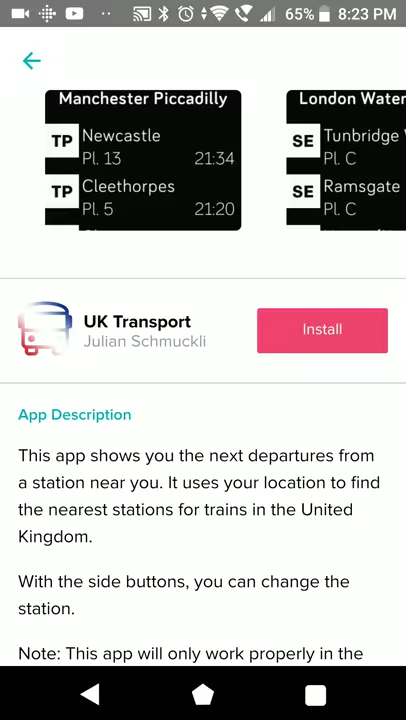 65% 8:23 PM
Manchester Piccadilly
TP Newcastle
Pl. 13 21:34
TP Cleethorpes
Pl. 5 21:20
London Water
SE Tunbridge
Pl. C
SE Ramsgate
Pl. C
UK Transport
Julian Schmuckli
Install
App Description
This app shows you the next departures from
a station near you. It uses your location to find
the nearest stations for trains in the United
Kingdom.
With the side buttons, you can change the
station.
Note: This app will only work properly in the